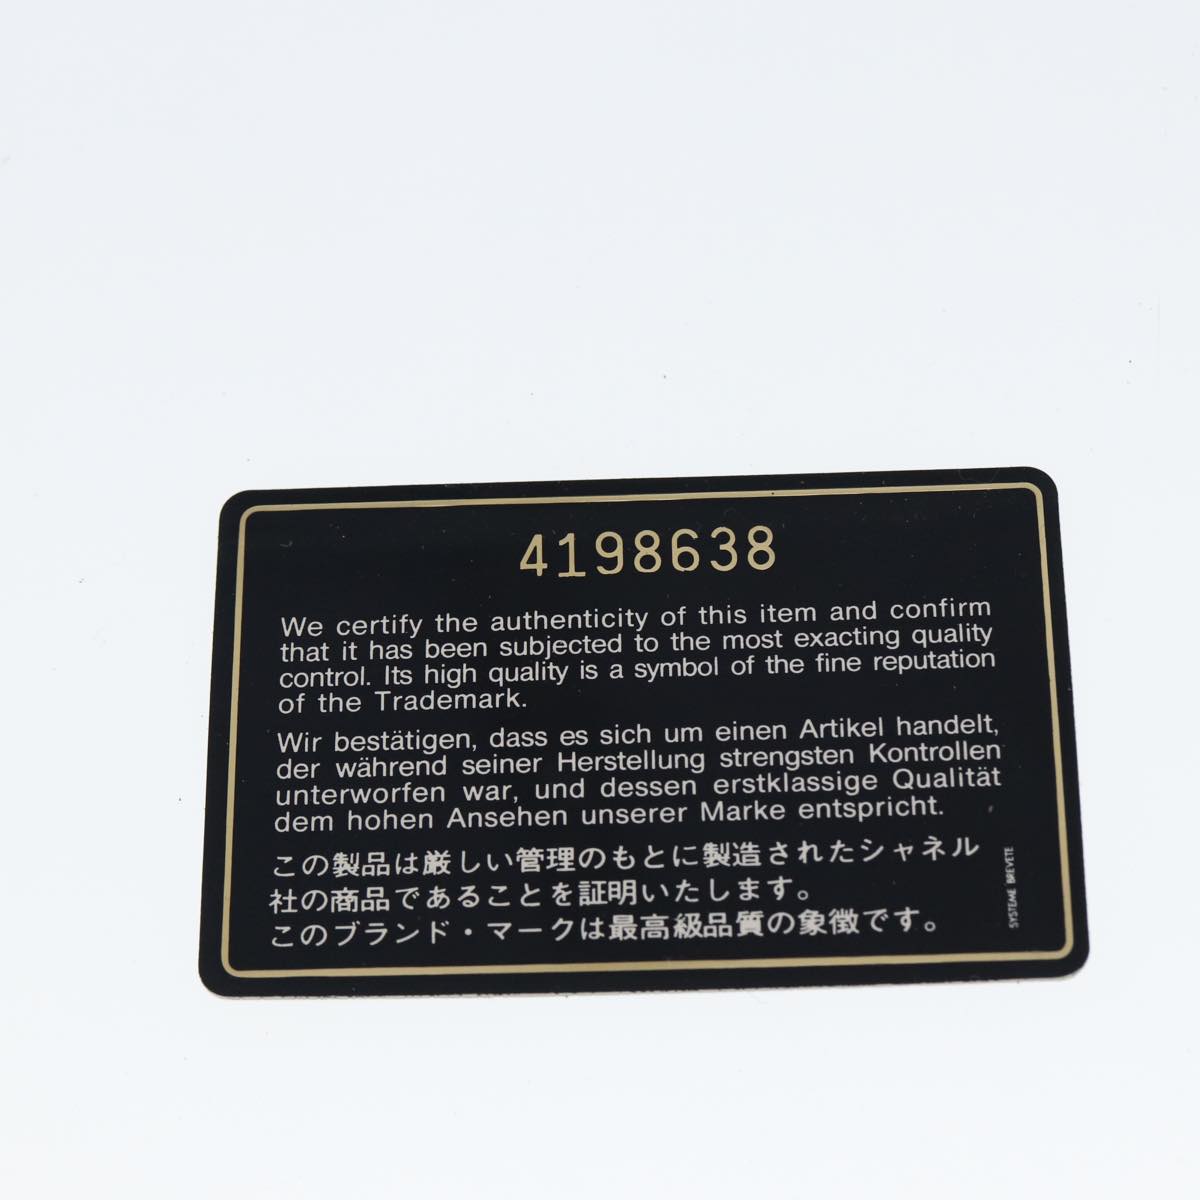 4198638
We certify the authenticity of this item and confirm
that it has been subjected to the most exacting quality
control. Its high quality is a symbol of the fine reputation
of the Trademark.
Wir bestätigen, dass es sich um einen Artikel handelt,
der während seiner Herstellung strengsten Kontrollen
unterworfen war, und dessen erstklassige Qualität
dem hohen Ansehen unserer Marke entspricht.
この製品は厳しい管理のもとに製造されたシャネル
社の商品であることを証明いたします。
このブランド・マークは最高級品質の象徴です。
SYSTEME BREVETE